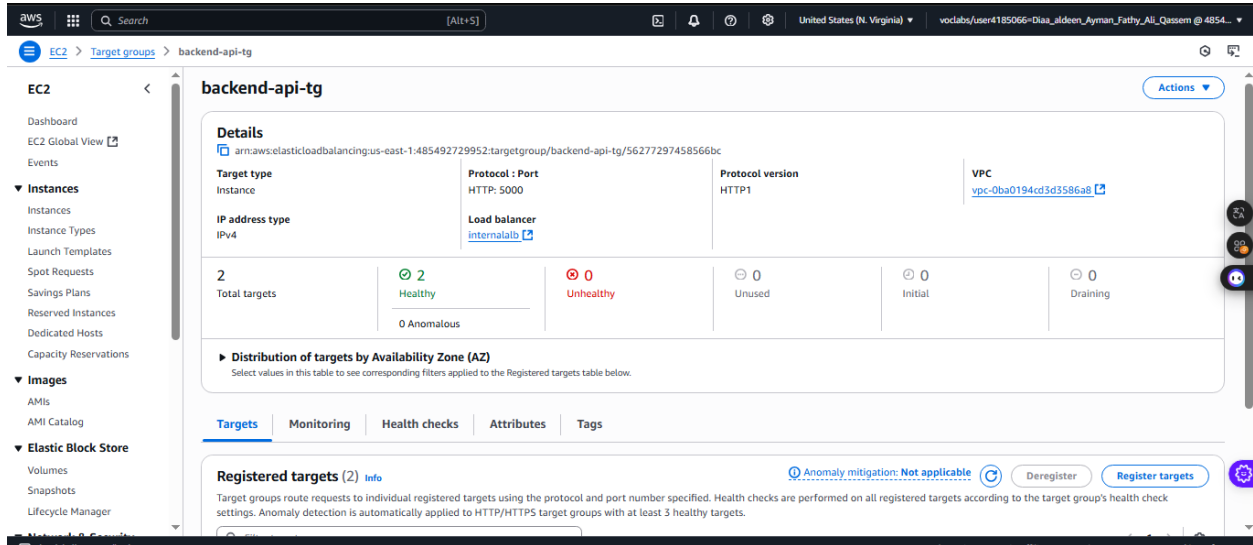 aws
Search
[Alt+S]
United States (N. Virginia) ▼
voclabs/user4185066=Diaa_aldeen_Ayman_Fathy_Ali_Qassem @ 4854... ▼
EC2 > Target groups > backend-api-tg
EC2
Dashboard
EC2 Global View
Events
▼ Instances
Instances
Instance Types
Launch Templates
Spot Requests
Savings Plans
Reserved Instances
Dedicated Hosts
Capacity Reservations
▼ Images
AMIs
AMI Catalog
▼ Elastic Block Store
Volumes
Snapshots
Lifecycle Manager
backend-api-tg
Actions ▼
Details
arn:aws:elasticloadbalancing:us-east-1:485492729952:targetgroup/backend-api-tg/56277297458566bc
Target type
Instance
Protocol : Port
HTTP: 5000
Protocol version
HTTP1
VPC
vpc-0ba0194cd3d3586a8
IP address type
IPv4
Load balancer
internalalb
2
Total targets
2
Healthy
0 Anomalous
0
Unhealthy
0
Unused
0
Initial
0
Draining
▶ Distribution of targets by Availability Zone (AZ)
Select values in this table to see corresponding filters applied to the Registered targets table below.
Targets
Monitoring
Health checks
Attributes
Tags
Registered targets (2) Info
Anomaly mitigation: Not applicable
Deregister
Register targets
Target groups route requests to individual registered targets using the protocol and port number specified. Health checks are performed on all registered targets according to the target group's health check
settings. Anomaly detection is automatically applied to HTTP/HTTPS target groups with at least 3 healthy targets.